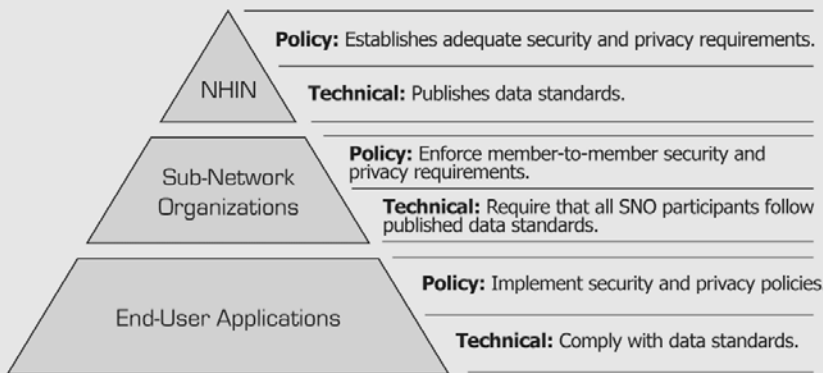 Policy: Establishes adequate security and privacy requirements.
NHIN
Technical: Publishes data standards.
Policy: Enforce member-to-member security and
privacy requirements.
Sub-Network
Organizations
Technical: Require that all SNO participants follow
published data standards.
Policy: Implement security and privacy policies
End-User Applications
Technical: Comply with data standards.